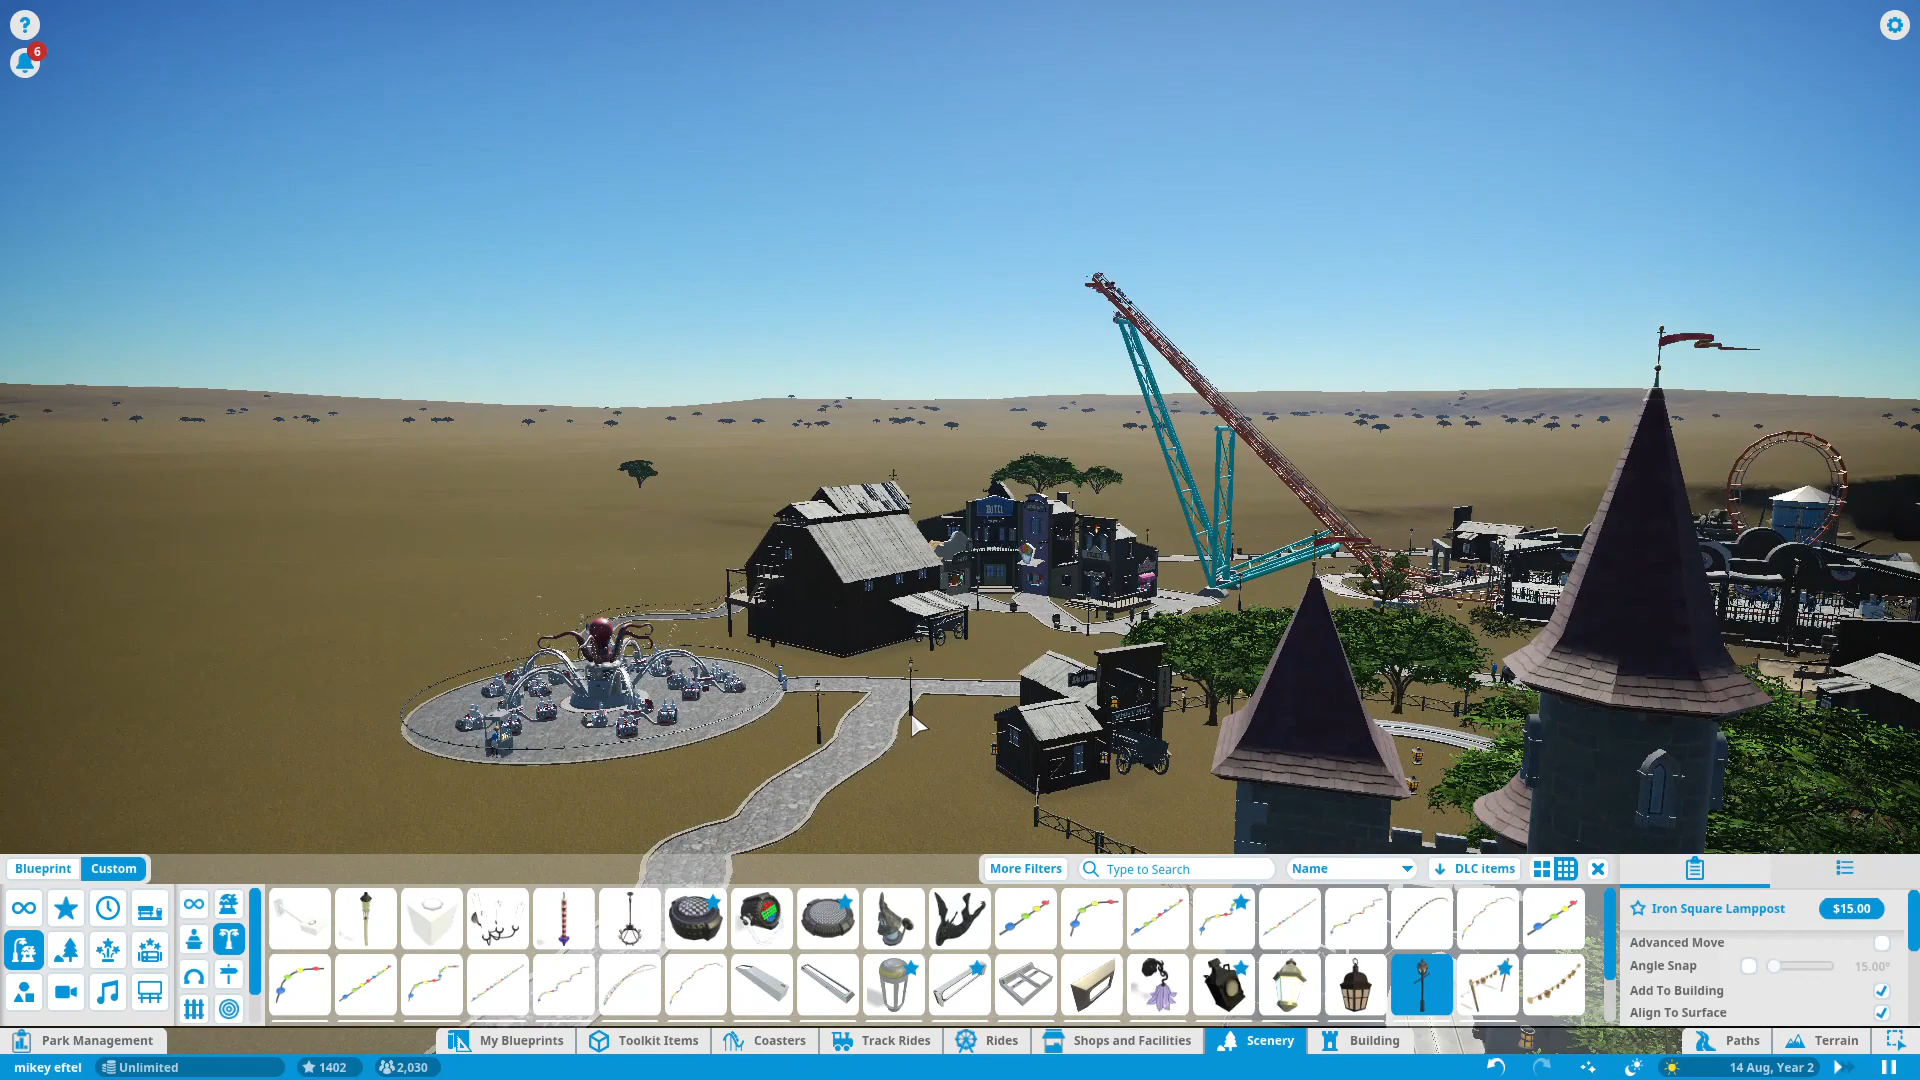 ?
6
HOTEL
Blueprint
Custom
More Filters
Type to Search
Name
DLC items
Iron Square Lamppost
$15.00
Advanced Move
Angle Snap
15.00°
Add To Building
Align To Surface
Park Management
My Blueprints
Toolkit Items
Coasters
Track Rides
Rides
Shops and Facilities
Scenery
Building
Paths
Terrain
mikey eftel
Unlimited
1402
2,030
14 Aug, Year 2